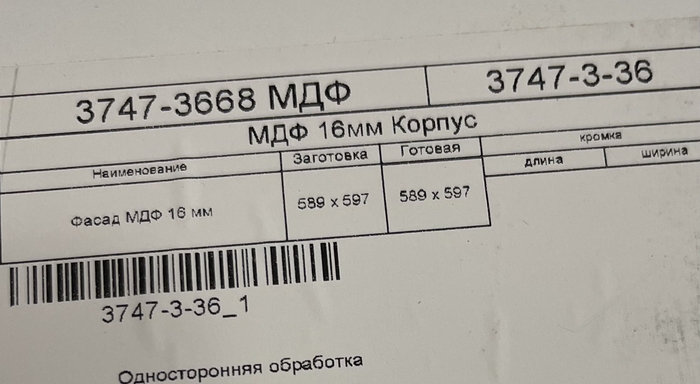 3747-3668 МДФ 3747-3-36
МДФ 16мм Корпус
Наименование Заготовка Готовая кромка
длина ширина
Фасад МДФ 16 мм 589 x 597 589 x 597
3747-3-36_1
Односторонняя обработка